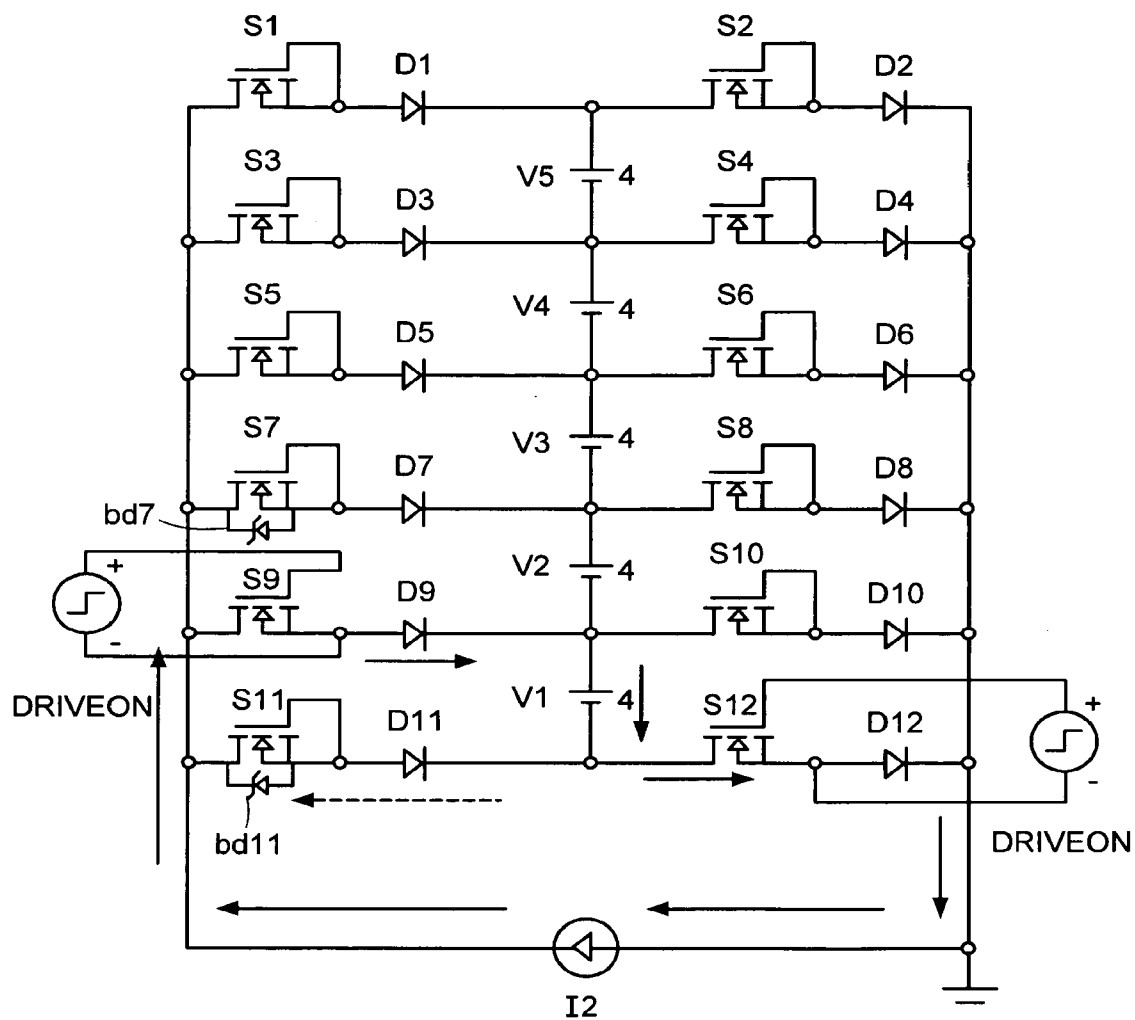 S1 S2
D1 D2
S3 V5 4 S4
D3 D4
S5 V4 4 S6
D5 D6
S7 V3 4 S8
D7 D8
bd7
+ S9 V2 4 S10
D9 D10
-
DRIVEON S11 V1 4 S12 +
D11 D12
-
bd11 DRIVEON
I2